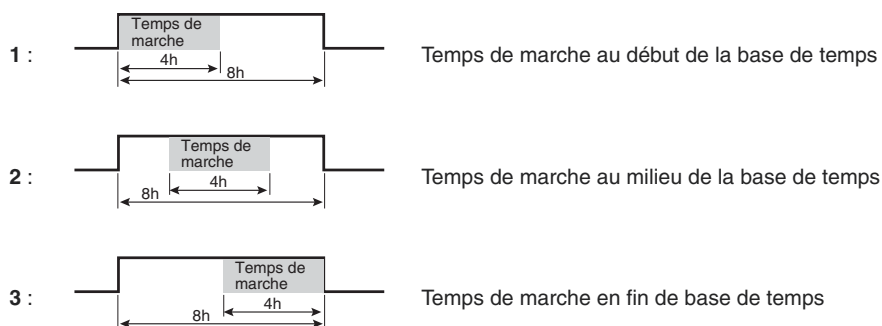 Temps de
marche
1 :
4h
8h
Temps de marche au début de la base de temps
Temps de
marche
2 :
4h
8h
Temps de marche au milieu de la base de temps
Temps de
marche
3 :
4h
8h
Temps de marche en fin de base de temps